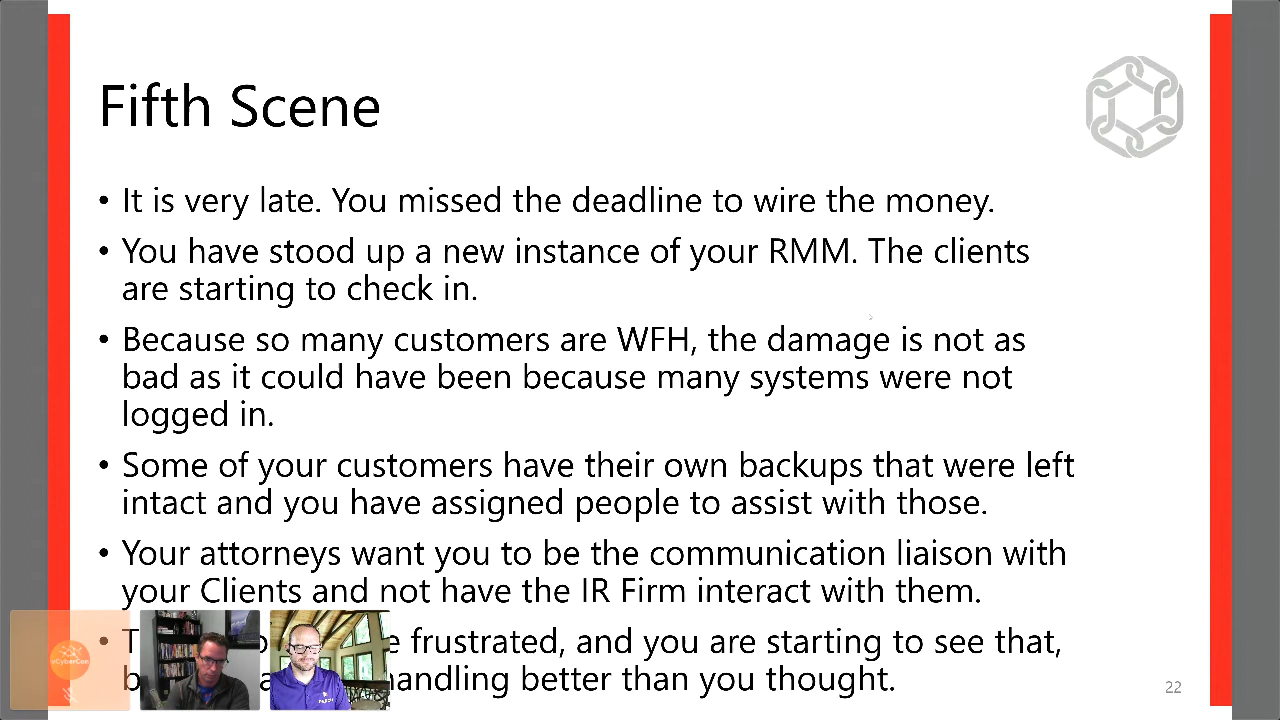 Fifth Scene
• It is very late. You missed the deadline to wire the money.
• You have stood up a new instance of your RMM. The clients
are starting to check in.
• Because so many customers are WFH, the damage is not as
bad as it could have been because many systems were not
logged in.
• Some of your customers have their own backups that were left
intact and you have assigned people to assist with those.
• Your attorneys want you to be the communication liaison with
your Clients and not have the IR Firm interact with them.
• frustrated, and you are starting to see that,
handling better than you thought.
22